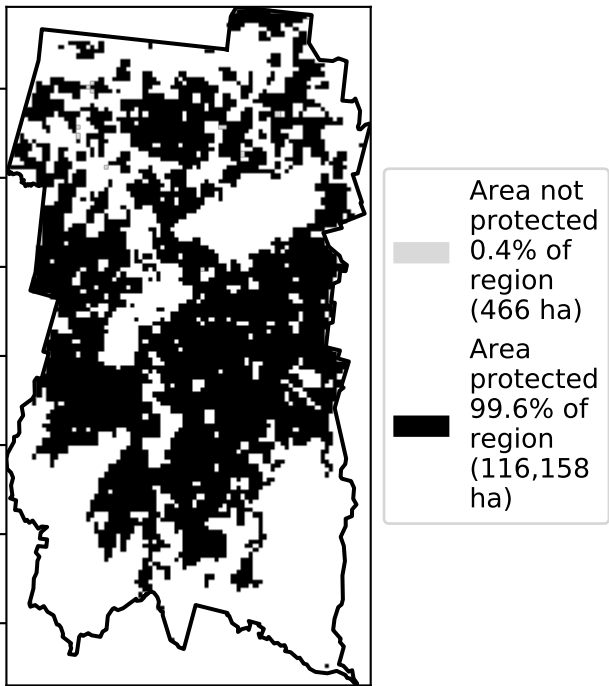 Area not
protected
0.4% of
region
(466 ha)
Area
protected
99.6% of
region
(116,158
ha)